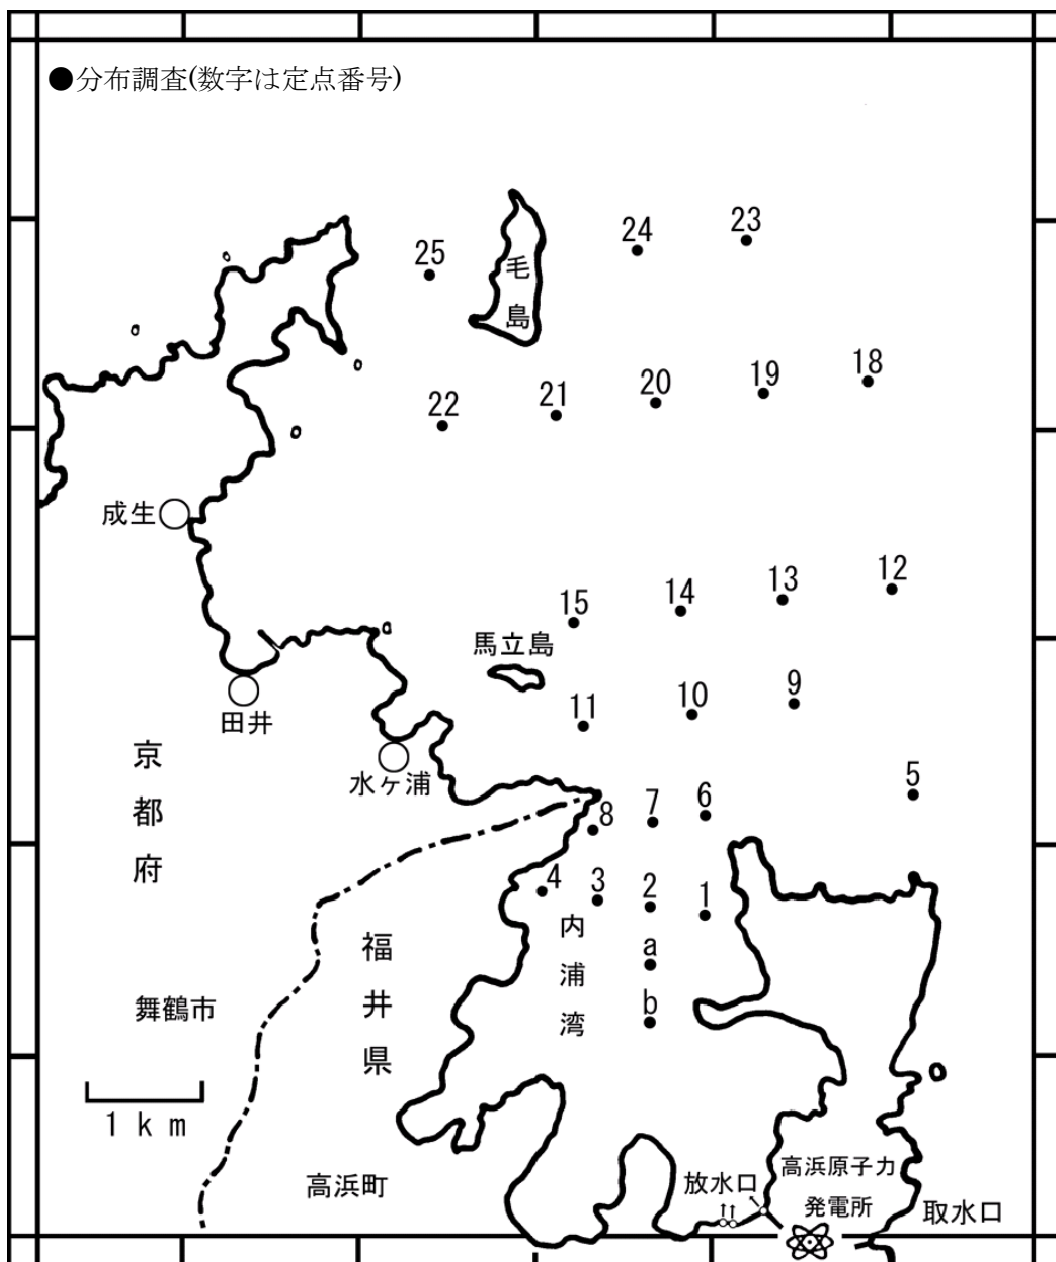 ●分布調査(数字は定点番号)
23
24
25
毛島
18
19
20
21
22
成生
12
13
14
15
馬立島
田井
9
10
11
京都府
水ヶ浦
5
6
7
8
4
3
2
1
内浦湾
a
b
福井県
舞鶴市
1km
高浜町
放水口
高浜原子力
発電所
取水口